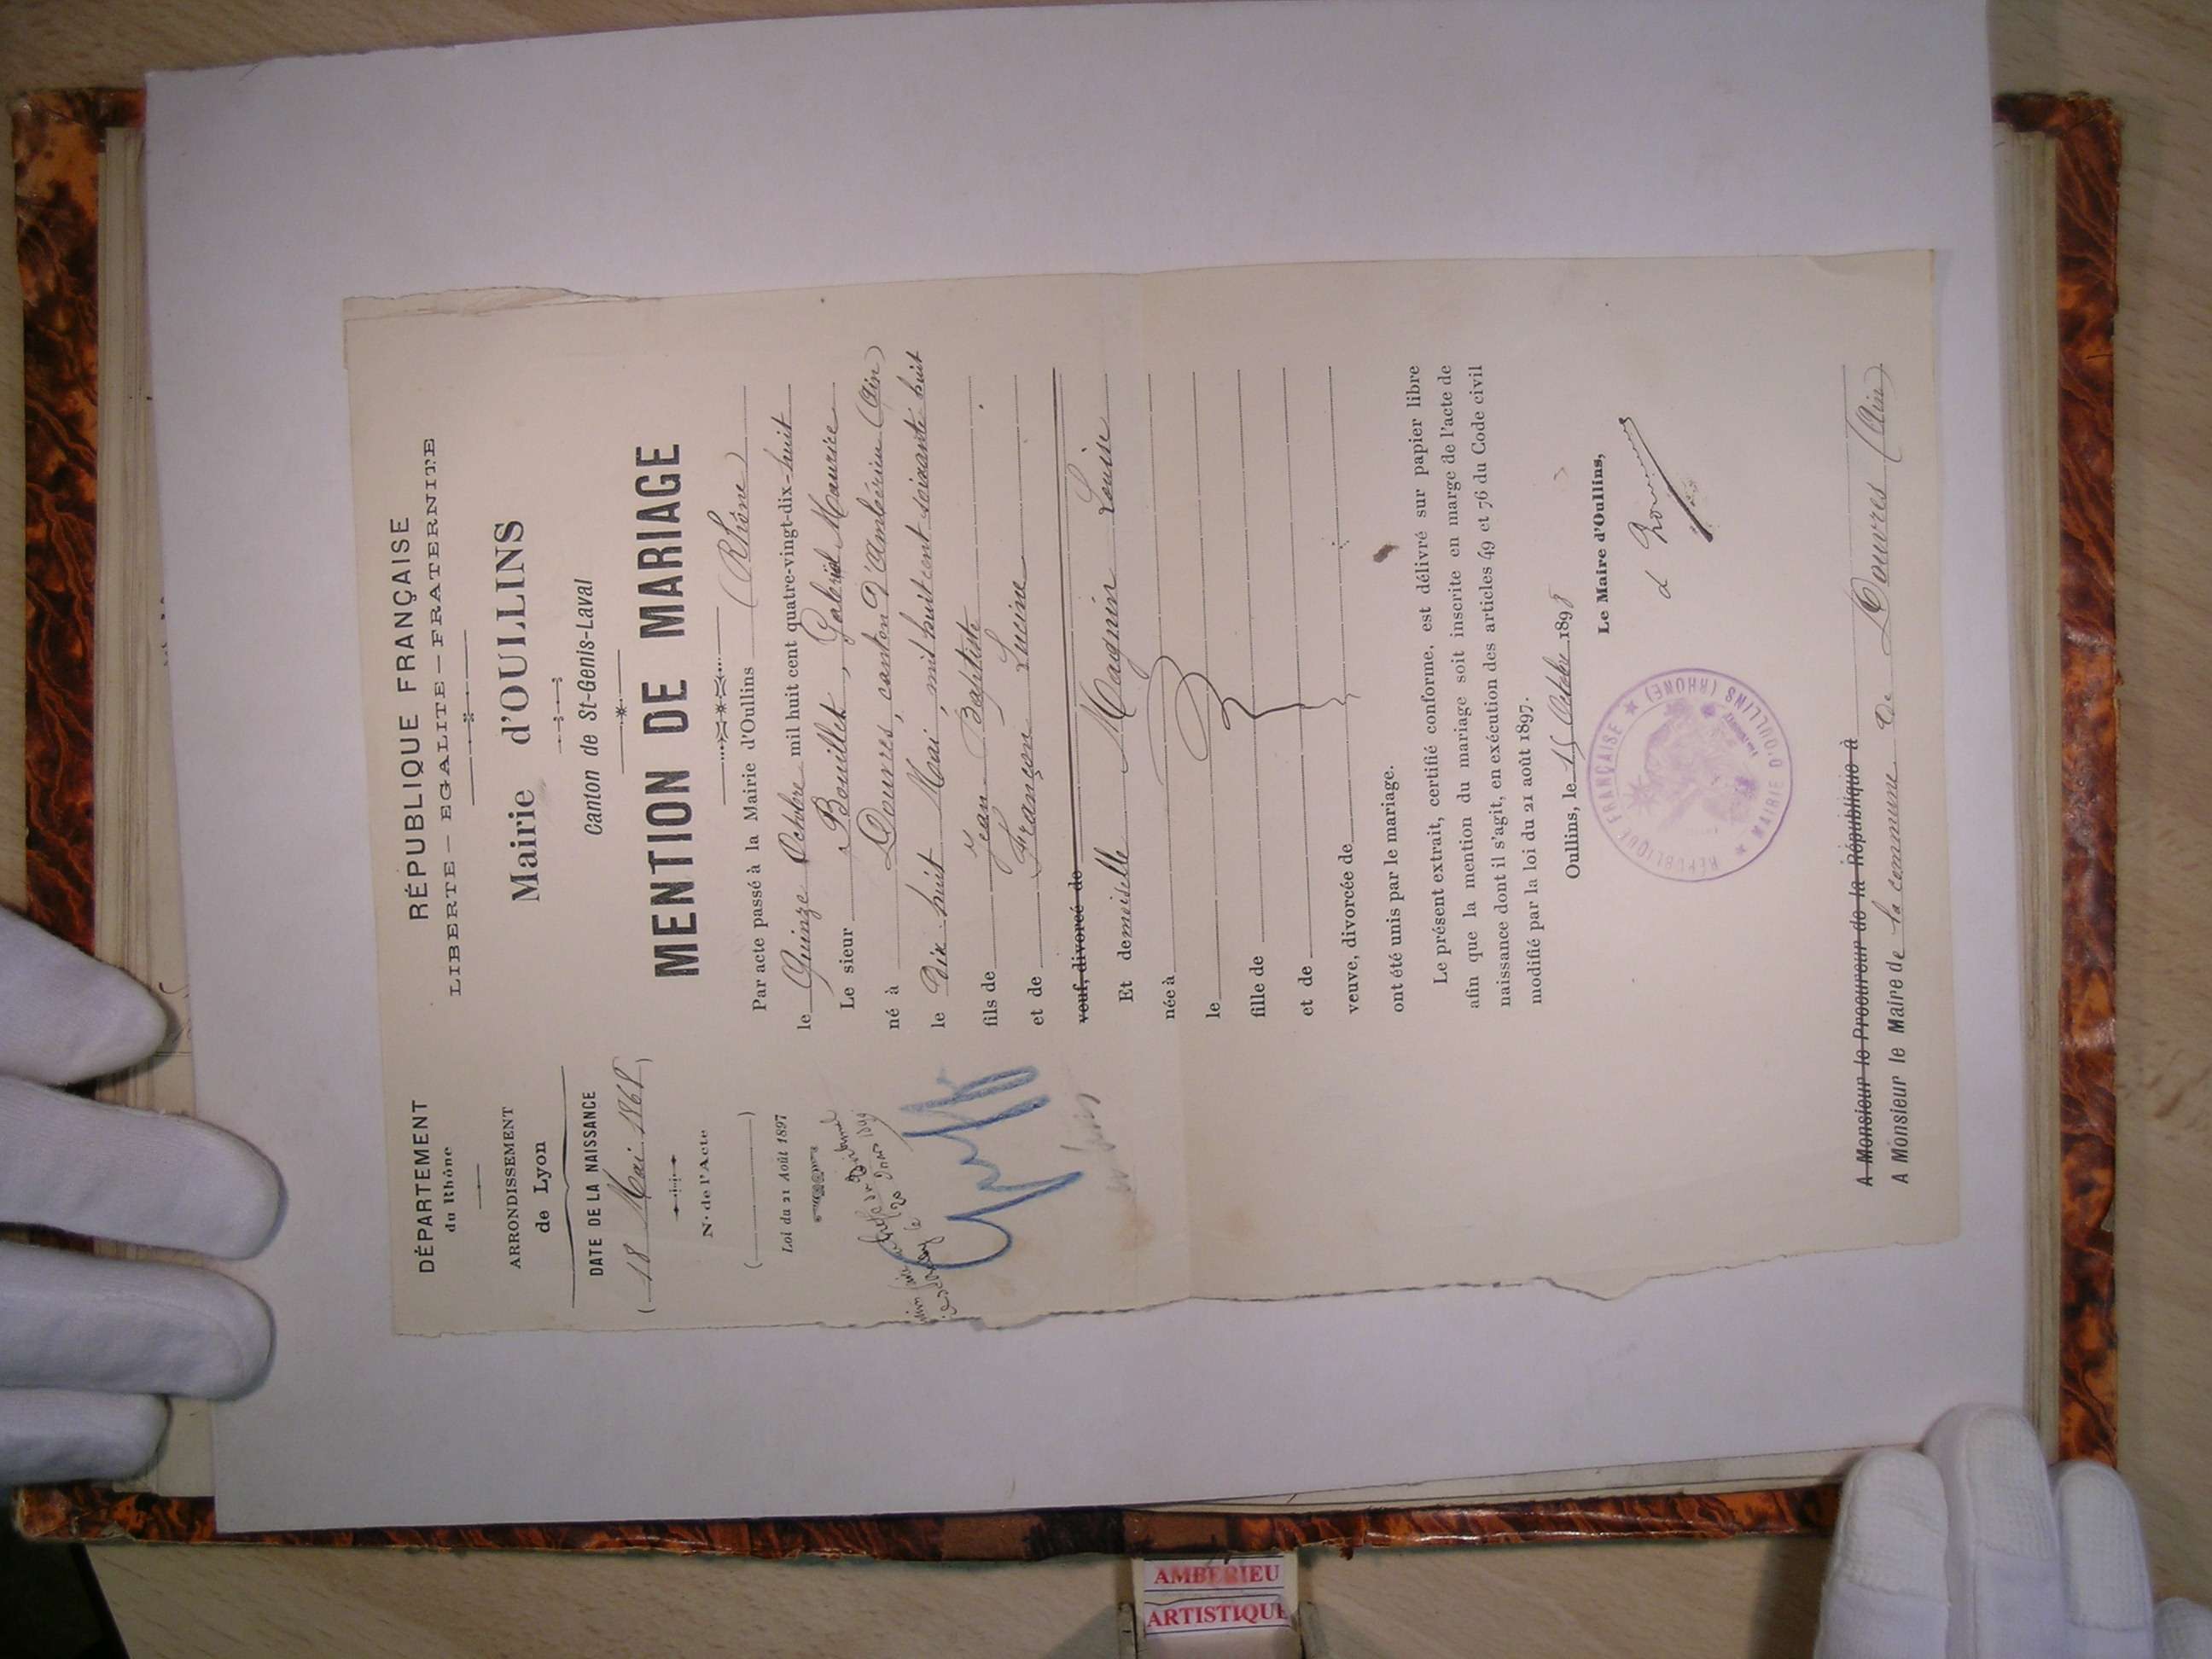 RÉPUBLIQUE FRANÇAISE
LIBERTE — EGALITE — FRATERNITE
Mairie d'OULLINS
Canton de St-Genis-Laval
MENTION DE MARIAGE
DÉPARTEMENT
du Rhône
ARRONDISSEMENT
de Lyon
DATE DE LA NAISSANCE
( 18 Mai 1868 )
N° de l'Acte
( )
Loi du 21 Août 1897
Par acte passé à la Mairie d'Oullins (Rhône)
le Quinze Octobre mil huit cent quatre-vingt-dix-huit
Le sieur Bouillet, Gabriel Maurice
né à Douvres, canton d'Ambérieu (Ain)
le Dix huit Mai, mil huit cent soixante huit
fils de Jean Baptiste
et de Françon Lucine
veuf, divorcé de
Et demoiselle Magnin Louise
née à
le
fille de
et de
veuve, divorcée de
ont été unis par le mariage.
Le présent extrait, certifié conforme, est délivré sur papier libre
afin que la mention du mariage soit inscrite en marge de l'acte de
naissance dont il s'agit, en exécution des articles 49 et 76 du Code civil
modifié par la loi du 21 août 1897.
Oullins, le 15 Octobre 1898
Le Maire d'Oullins,
RÉPUBLIQUE FRANÇAISE
MAIRIE D'OULLINS (RHÔNE)
A Monsieur le Procureur de la République à
A Monsieur le Maire de la commune de Douvres (Ain)
AMBERIEU
ARTISTIQUE